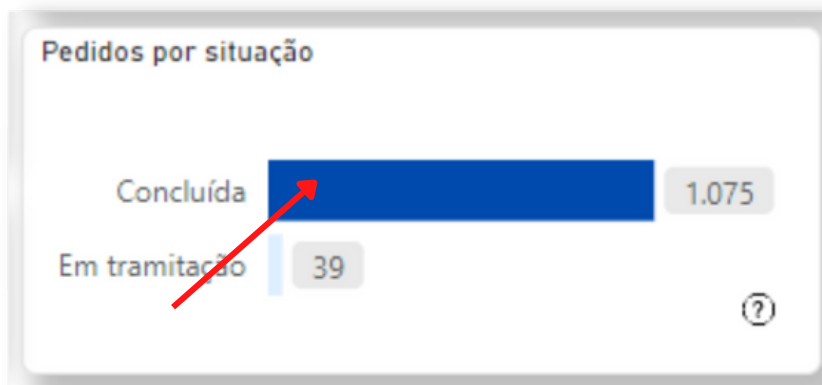 Pedidos por situação
Concluída 1.075
Em tramitação 39
?